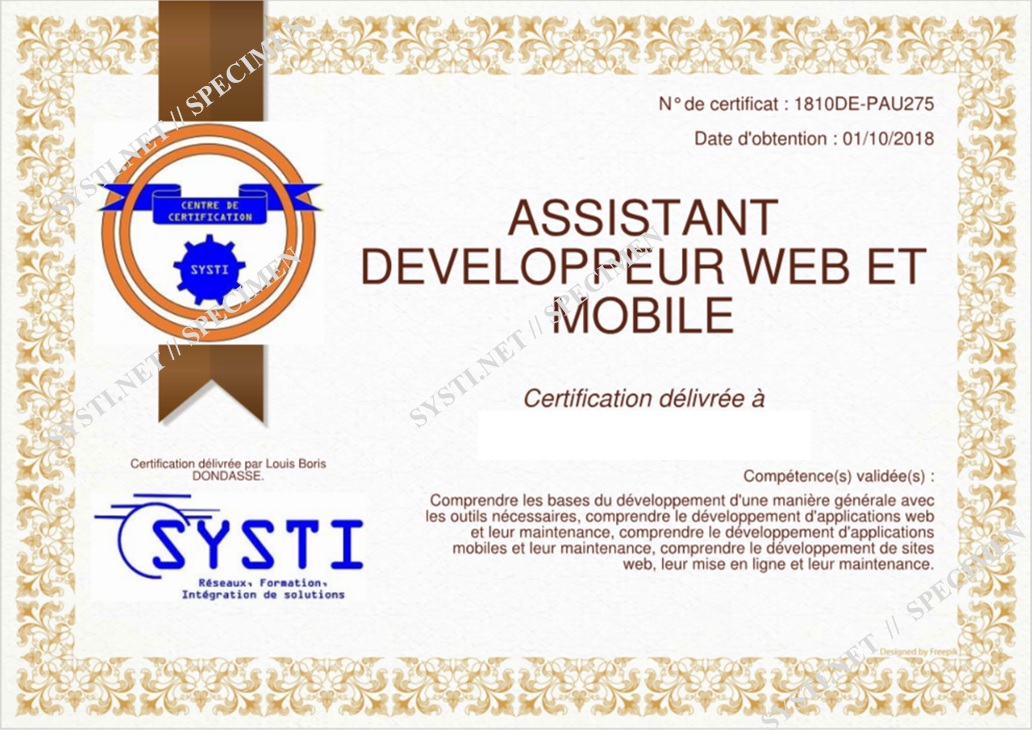 N° de certificat : 1810DE-PAU275
Date d'obtention : 01/10/2018
CENTRE DE
CERTIFICATION
SYSTI
ASSISTANT
DEVELOPPEUR WEB ET
MOBILE
Certification délivrée à
Certification délivrée par Louis Boris
DONDASSE.
SYSTI
Réseaux, Formation,
Intégration de solutions
Compétence(s) validée(s) :
Comprendre les bases du développement d'une manière générale avec
les outils nécessaires, comprendre le développement d'applications web
et leur maintenance, comprendre le développement d'applications
mobiles et leur maintenance, comprendre le développement de sites
web, leur mise en ligne et leur maintenance.
Designed by Freepik
SYSTI.NET // SPECIMEN
SYSTI.NET // SPECIMEN
SYSTI.NET // SPECIMEN
SYSTI.NET // SPECIMEN